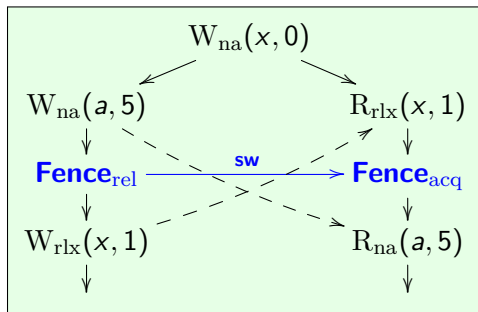 W_na(x, 0)
W_na(a, 5) R_rlx(x, 1)
sw
Fence_rel Fence_acq
W_rlx(x, 1) R_na(a, 5)